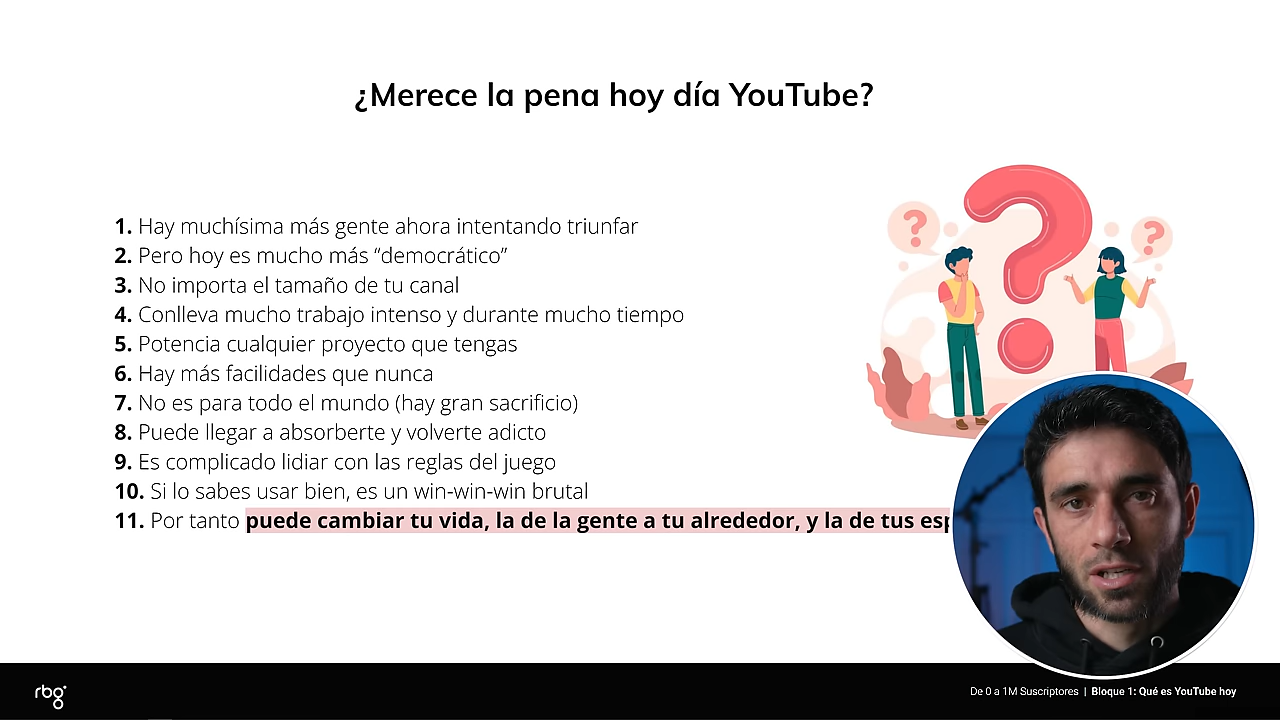 ¿Merece la pena hoy día YouTube?
1. Hay muchísima más gente ahora intentando triunfar
2. Pero hoy es mucho más “democrático”
3. No importa el tamaño de tu canal
4. Conlleva mucho trabajo intenso y durante mucho tiempo
5. Potencia cualquier proyecto que tengas
6. Hay más facilidades que nunca
7. No es para todo el mundo (hay gran sacrificio)
8. Puede llegar a absorberte y volverte adicto
9. Es complicado lidiar con las reglas del juego
10. Si lo sabes usar bien, es un win-win-win brutal
11. Por tanto puede cambiar tu vida, la de la gente a tu alrededor, y la de tus
rbg
De 0 a 1M Suscriptores | Bloque 1: Qué es YouTube hoy